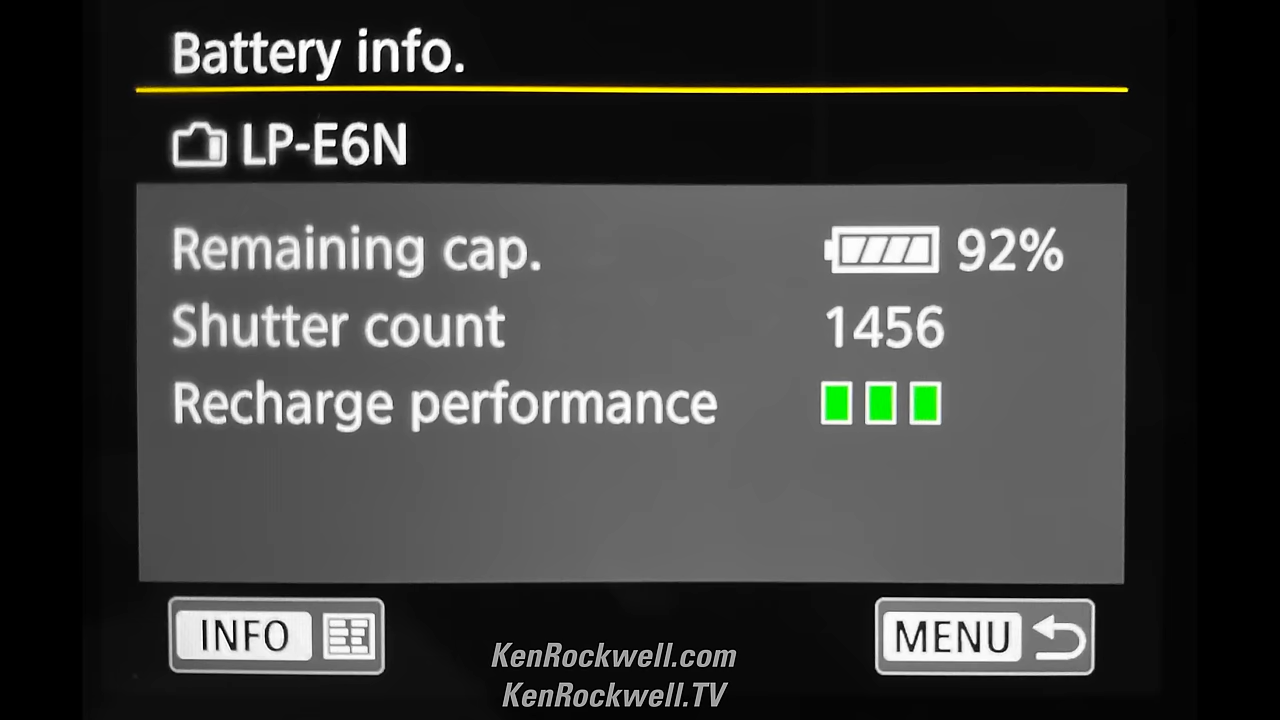 Battery info.
LP-E6N
Remaining cap. 92%
Shutter count 1456
Recharge performance
INFO MENU
KenRockwell.com
KenRockwell.TV